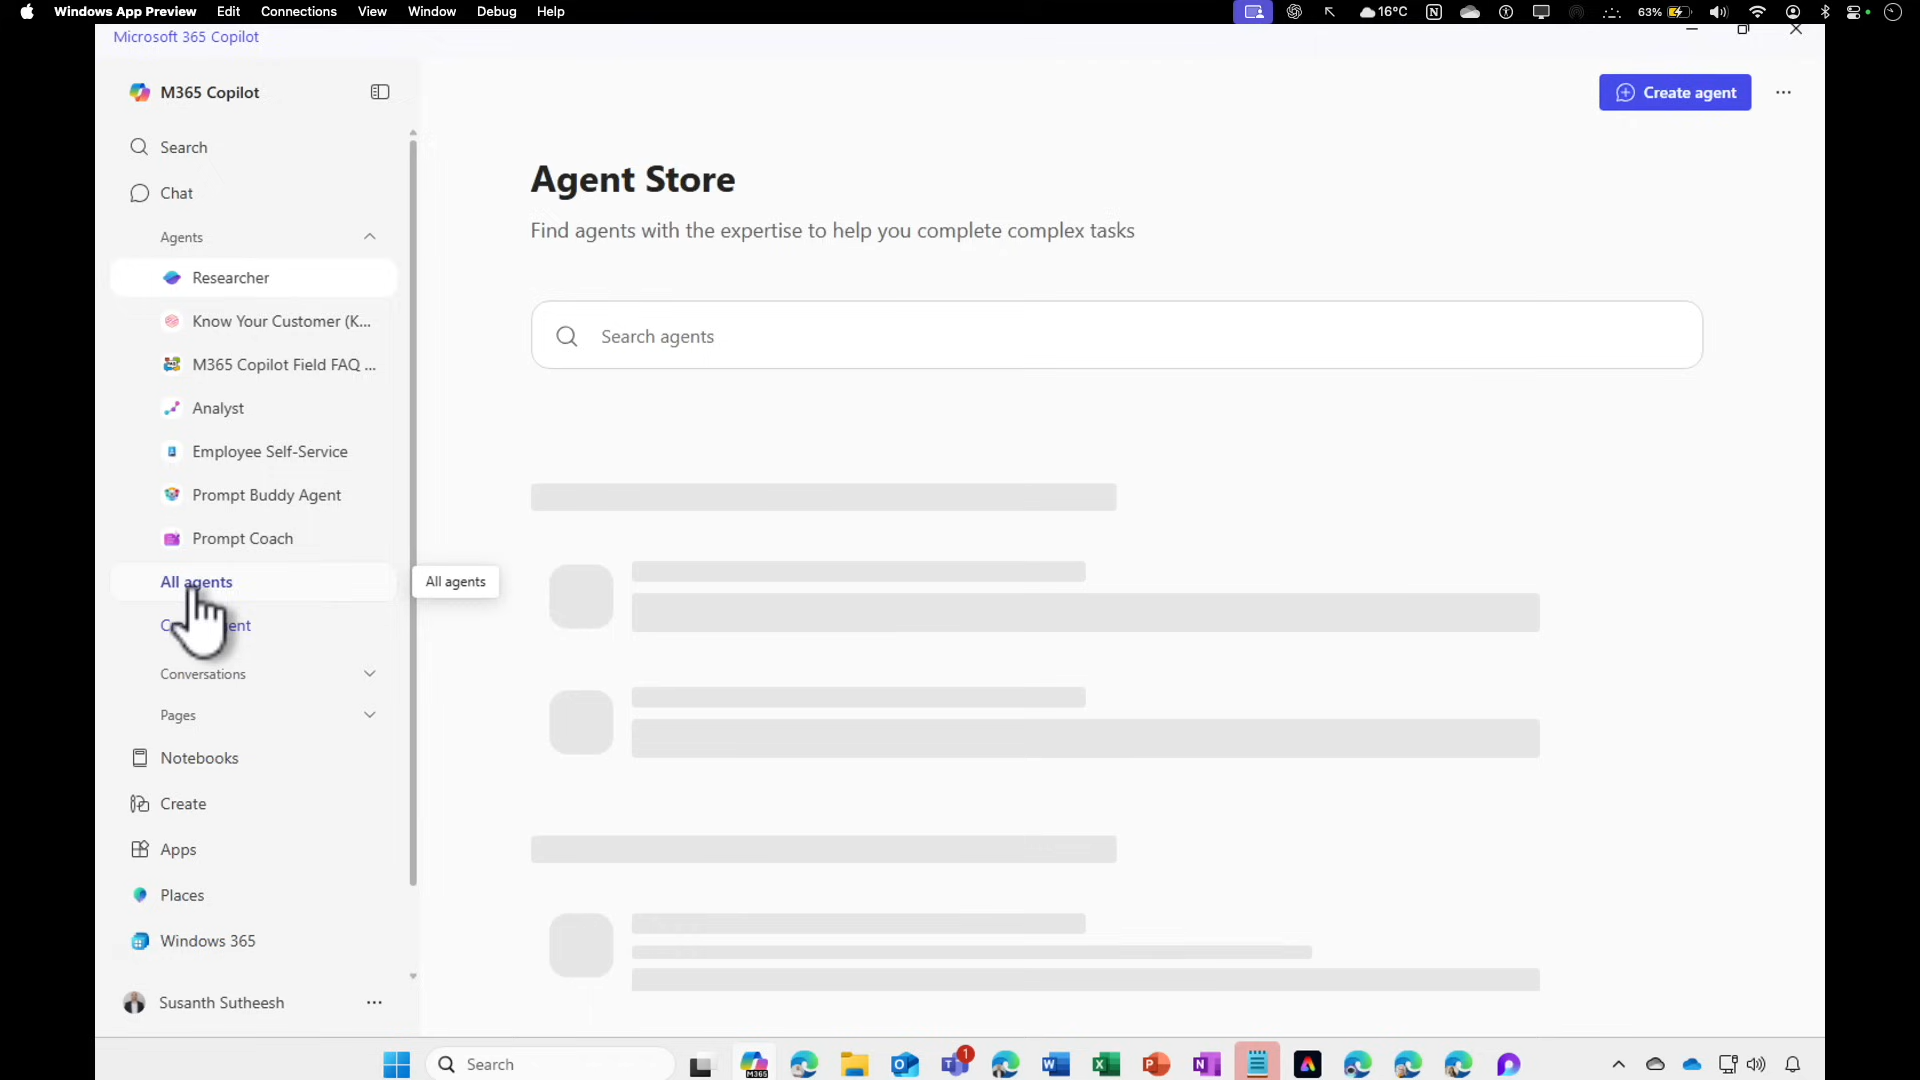 Windows App Preview Edit Connections View Window Debug Help 16°C 63%
Microsoft 365 Copilot
M365 Copilot
Create agent
Search
Chat
Agents
Researcher
Know Your Customer (K...
M365 Copilot Field FAQ ...
Analyst
Employee Self-Service
Prompt Buddy Agent
Prompt Coach
All agents
All agents
Conversations
Pages
Notebooks
Create
Apps
Places
Windows 365
Susanth Sutheesh
Agent Store
Find agents with the expertise to help you complete complex tasks
Search agents
Search
M365
1